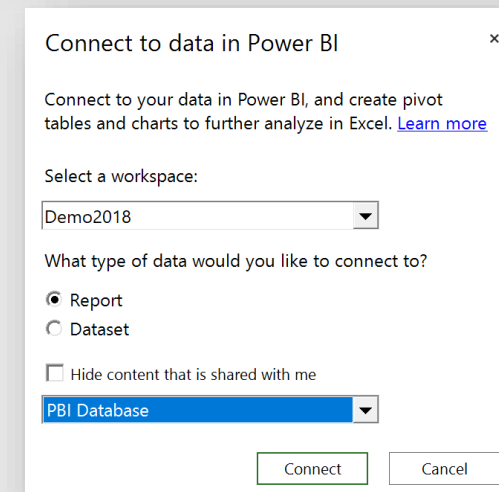 Connect to data in Power BI
Connect to your data in Power BI, and create pivot
tables and charts to further analyze in Excel. Learn more
Select a workspace:
Demo2018
What type of data would you like to connect to?
Report
Dataset
Hide content that is shared with me
PBI Database
Connect
Cancel